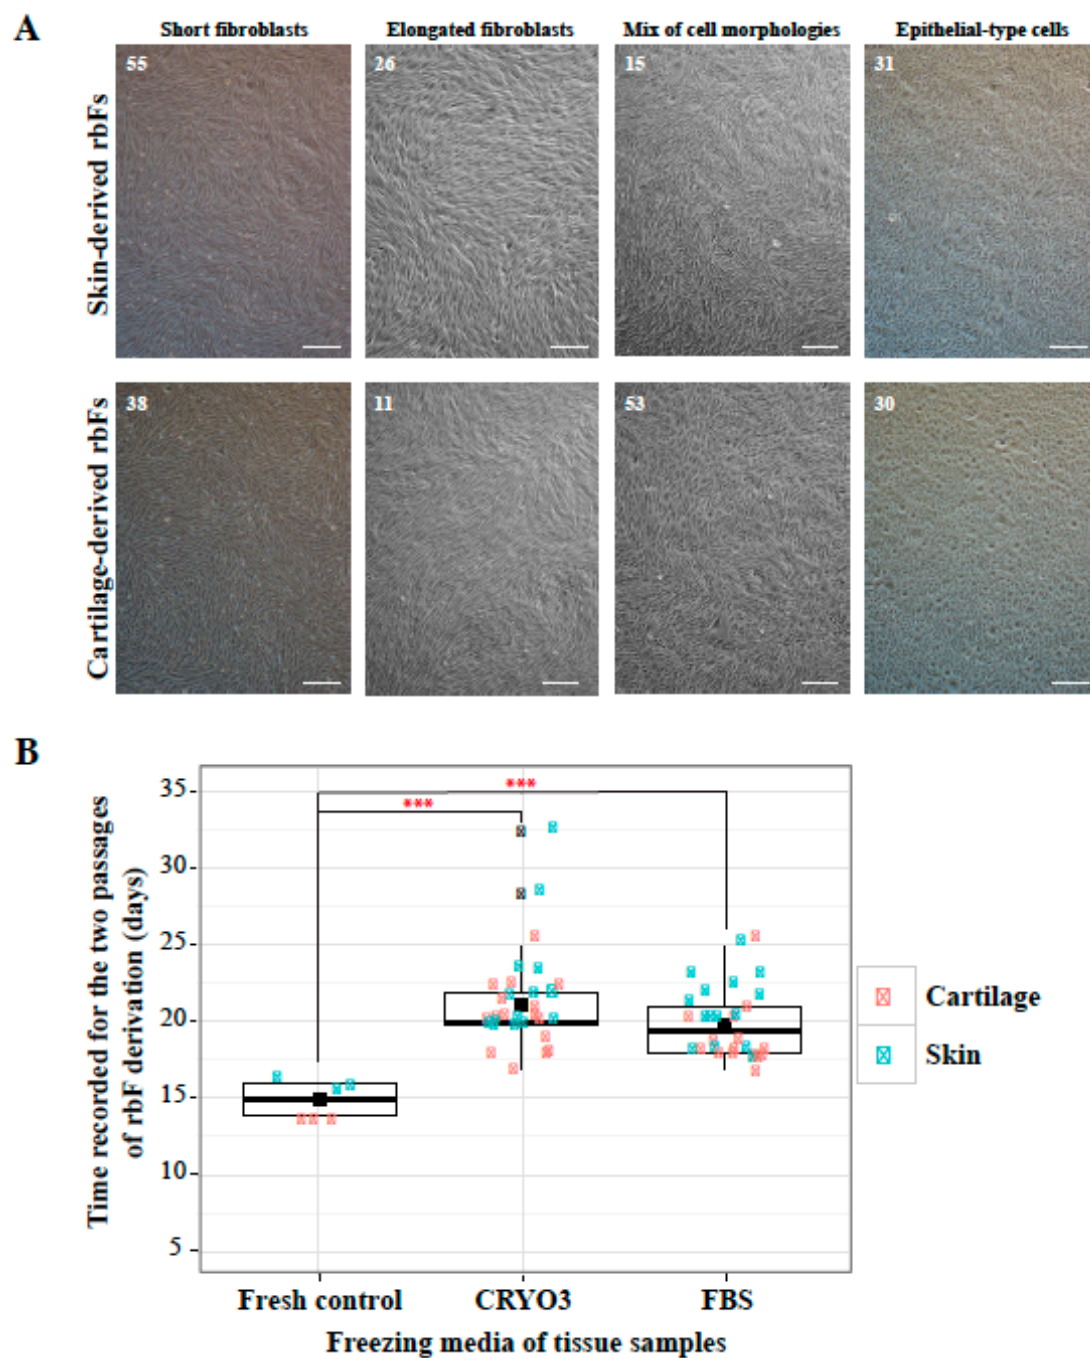 A
Short fibroblasts
Elongated fibroblasts
Mix of cell morphologies
Epithelial-type cells
Skin-derived rbFs
55
26
15
31
Cartilage-derived rbFs
38
11
53
30
B
Time recorded for the two passages
of rbF derivation (days)
35
30
25
20
15
10
5
***
***
Cartilage
Skin
Fresh control
CRYO3
FBS
Freezing media of tissue samples